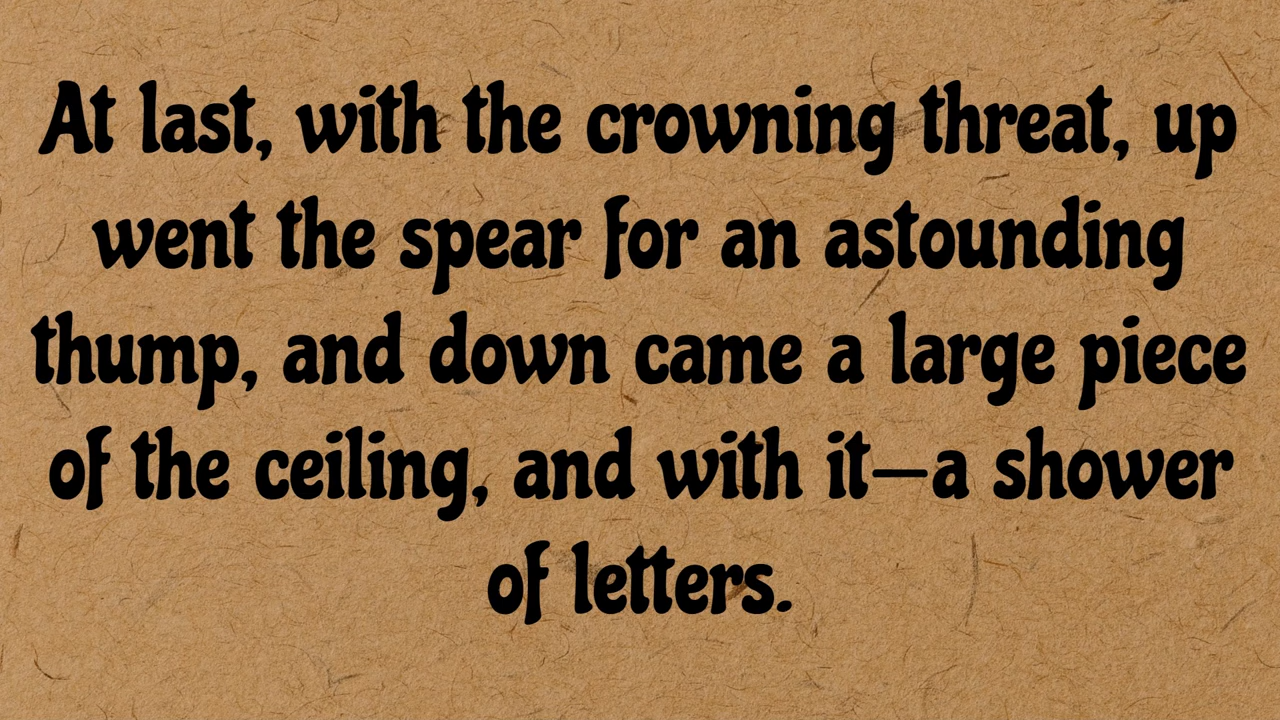 At last, with the crowning threat, up
went the spear for an astounding
thump, and down came a large piece
of the ceiling, and with it—a shower
of letters.